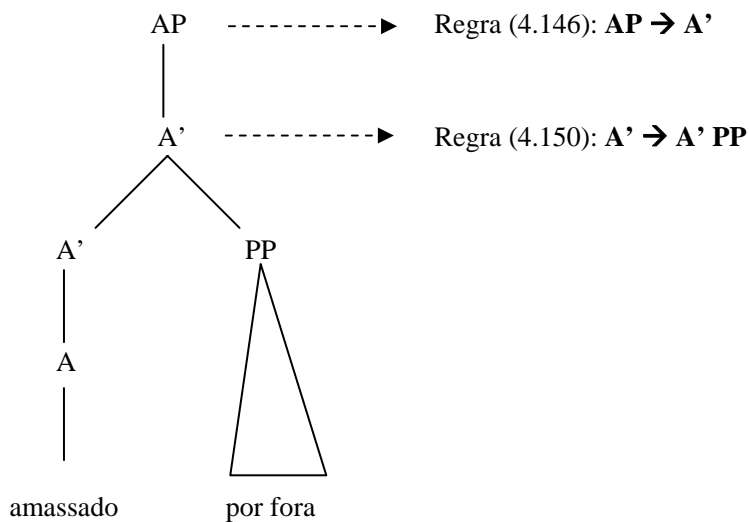 AP Regra (4.146): AP ➔ A’
A’ Regra (4.150): A’ ➔ A’ PP
A’ PP
A
amassado por fora